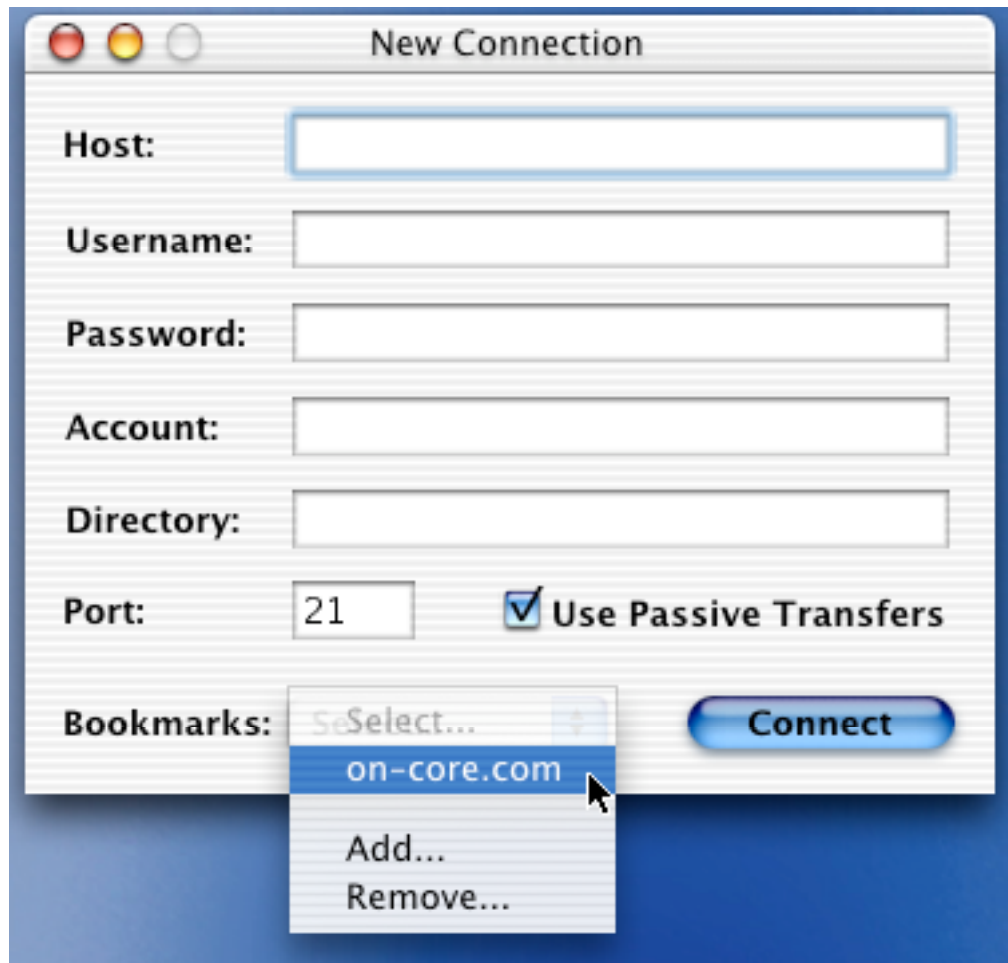 New Connection
Host:
Username:
Password:
Account:
Directory:
Port: 21 Use Passive Transfers
Bookmarks: Select... Connect
on-core.com
Add...
Remove...